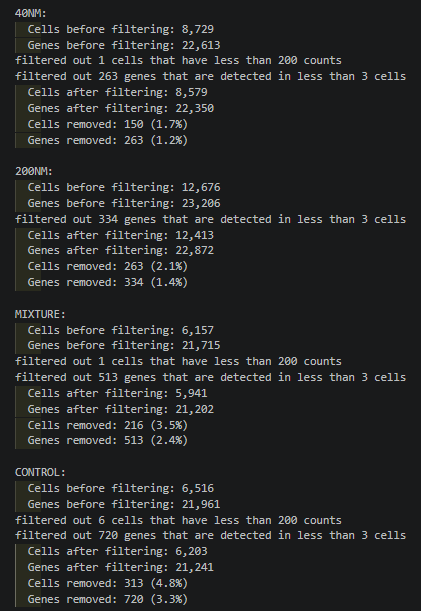 40NM:
Cells before filtering: 8,729
Genes before filtering: 22,613
filtered out 1 cells that have less than 200 counts
filtered out 263 genes that are detected in less than 3 cells
Cells after filtering: 8,579
Genes after filtering: 22,350
Cells removed: 150 (1.7%)
Genes removed: 263 (1.2%)
200NM:
Cells before filtering: 12,676
Genes before filtering: 23,206
filtered out 334 genes that are detected in less than 3 cells
Cells after filtering: 12,413
Genes after filtering: 22,872
Cells removed: 263 (2.1%)
Genes removed: 334 (1.4%)
MIXTURE:
Cells before filtering: 6,157
Genes before filtering: 21,715
filtered out 1 cells that have less than 200 counts
filtered out 513 genes that are detected in less than 3 cells
Cells after filtering: 5,941
Genes after filtering: 21,202
Cells removed: 216 (3.5%)
Genes removed: 513 (2.4%)
CONTROL:
Cells before filtering: 6,516
Genes before filtering: 21,961
filtered out 6 cells that have less than 200 counts
filtered out 720 genes that are detected in less than 3 cells
Cells after filtering: 6,203
Genes after filtering: 21,241
Cells removed: 313 (4.8%)
Genes removed: 720 (3.3%)